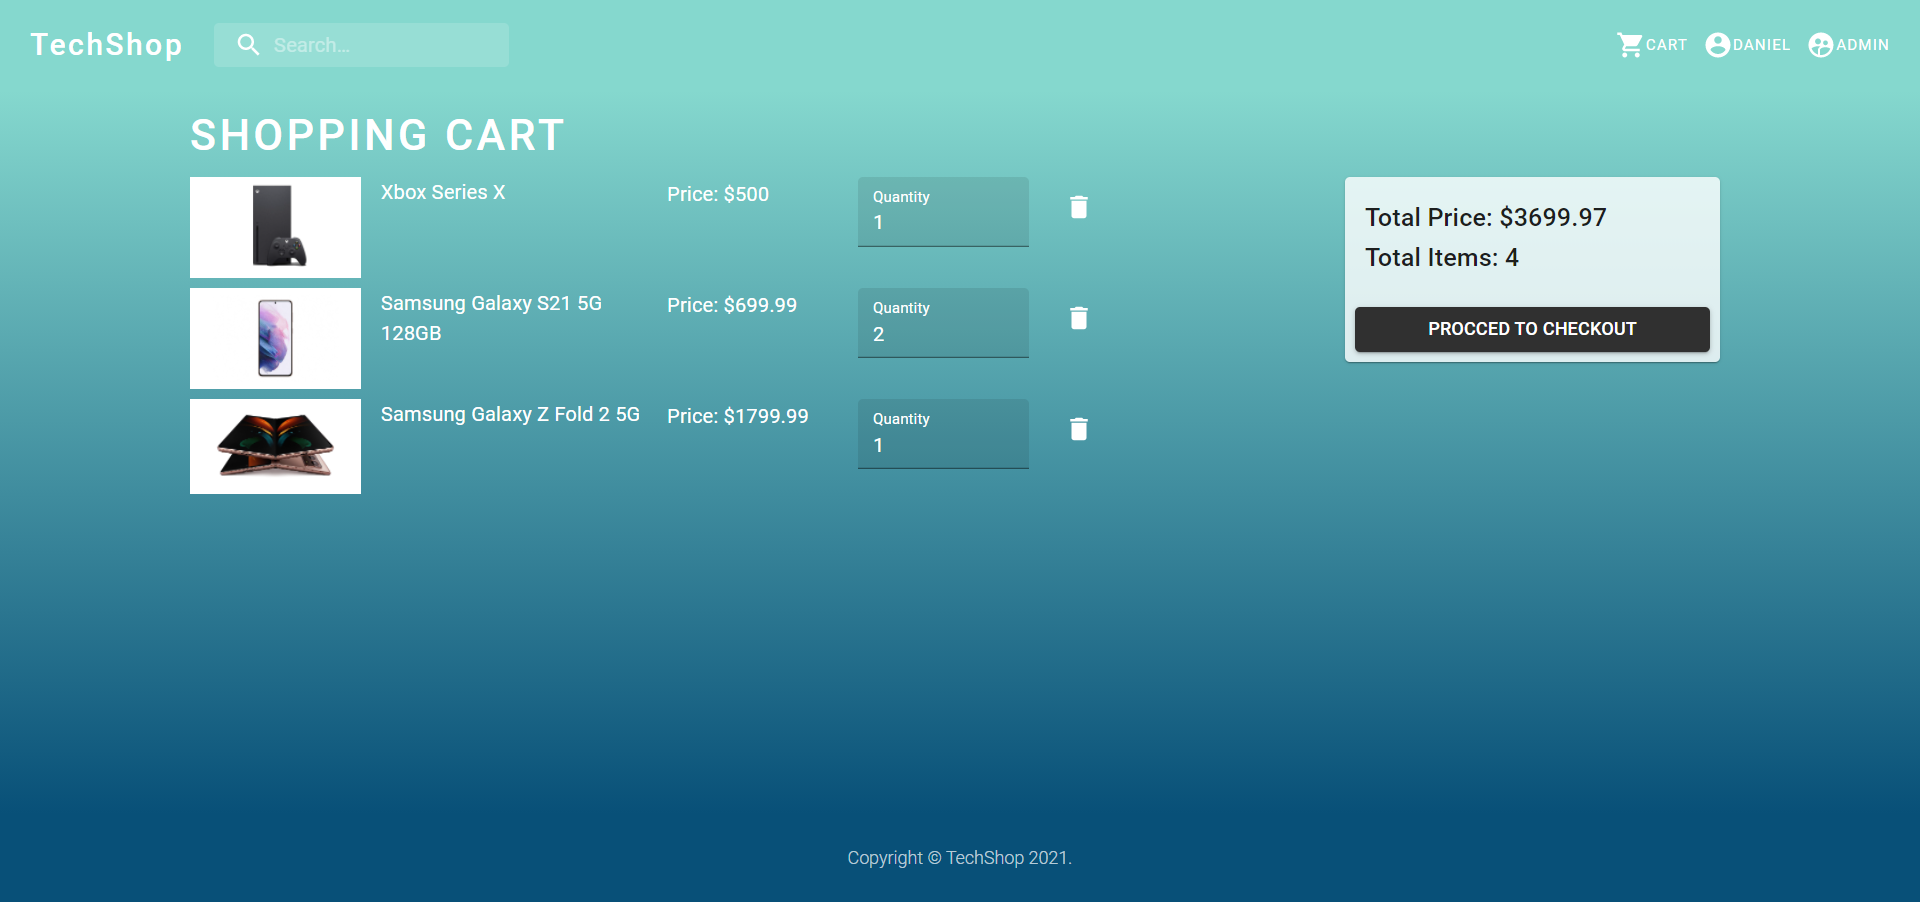 TechShop
Search…
CART
DANIEL
ADMIN
SHOPPING CART
Xbox Series X
Price: $500
Quantity
1
Samsung Galaxy S21 5G
128GB
Price: $699.99
Quantity
2
Samsung Galaxy Z Fold 2 5G
Price: $1799.99
Quantity
1
Total Price: $3699.97
Total Items: 4
PROCCED TO CHECKOUT
Copyright © TechShop 2021.